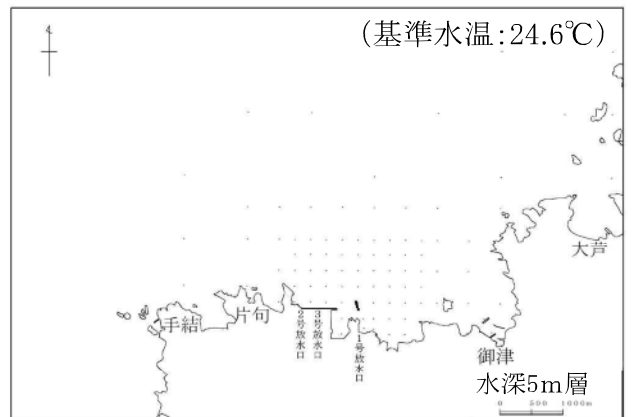 (基準水温:24.6℃)
大芦
手結
片句
2号放水口
3号放水口
1号放水口
御津
水深5m層
0 500 1000m